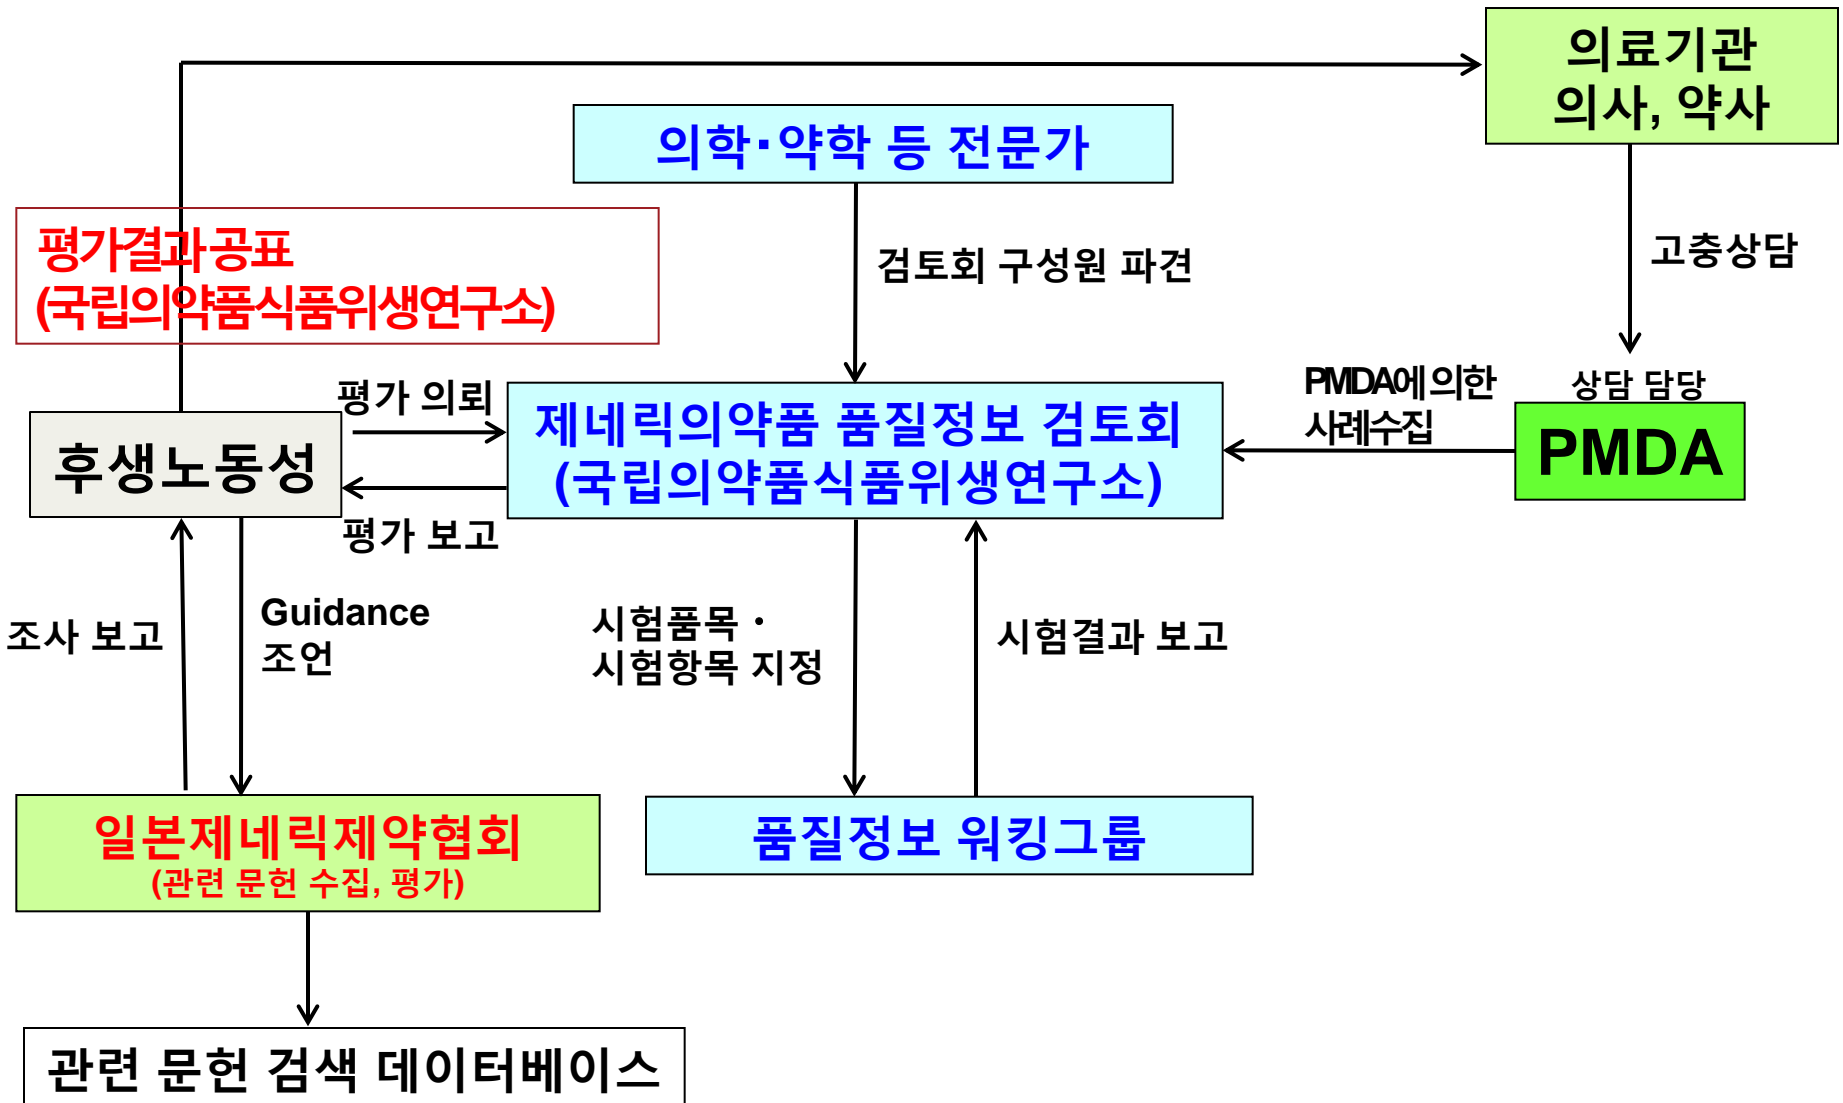 의료기관
의사, 약사
의학·약학 등 전문가
평가결과 공표
(국립의약품식품위생연구소)
검토회 구성원 파견
고충상담
평가 의뢰
PMDA에 의한
사례수집
상담 담당
후생노동성
제네릭의약품 품질정보 검토회
(국립의약품식품위생연구소)
PMDA
평가 보고
조사 보고
Guidance
조언
시험품목 ·
시험항목 지정
시험결과 보고
일본제네릭제약협회
(관련 문헌 수집, 평가)
품질정보 워킹그룹
관련 문헌 검색 데이터베이스